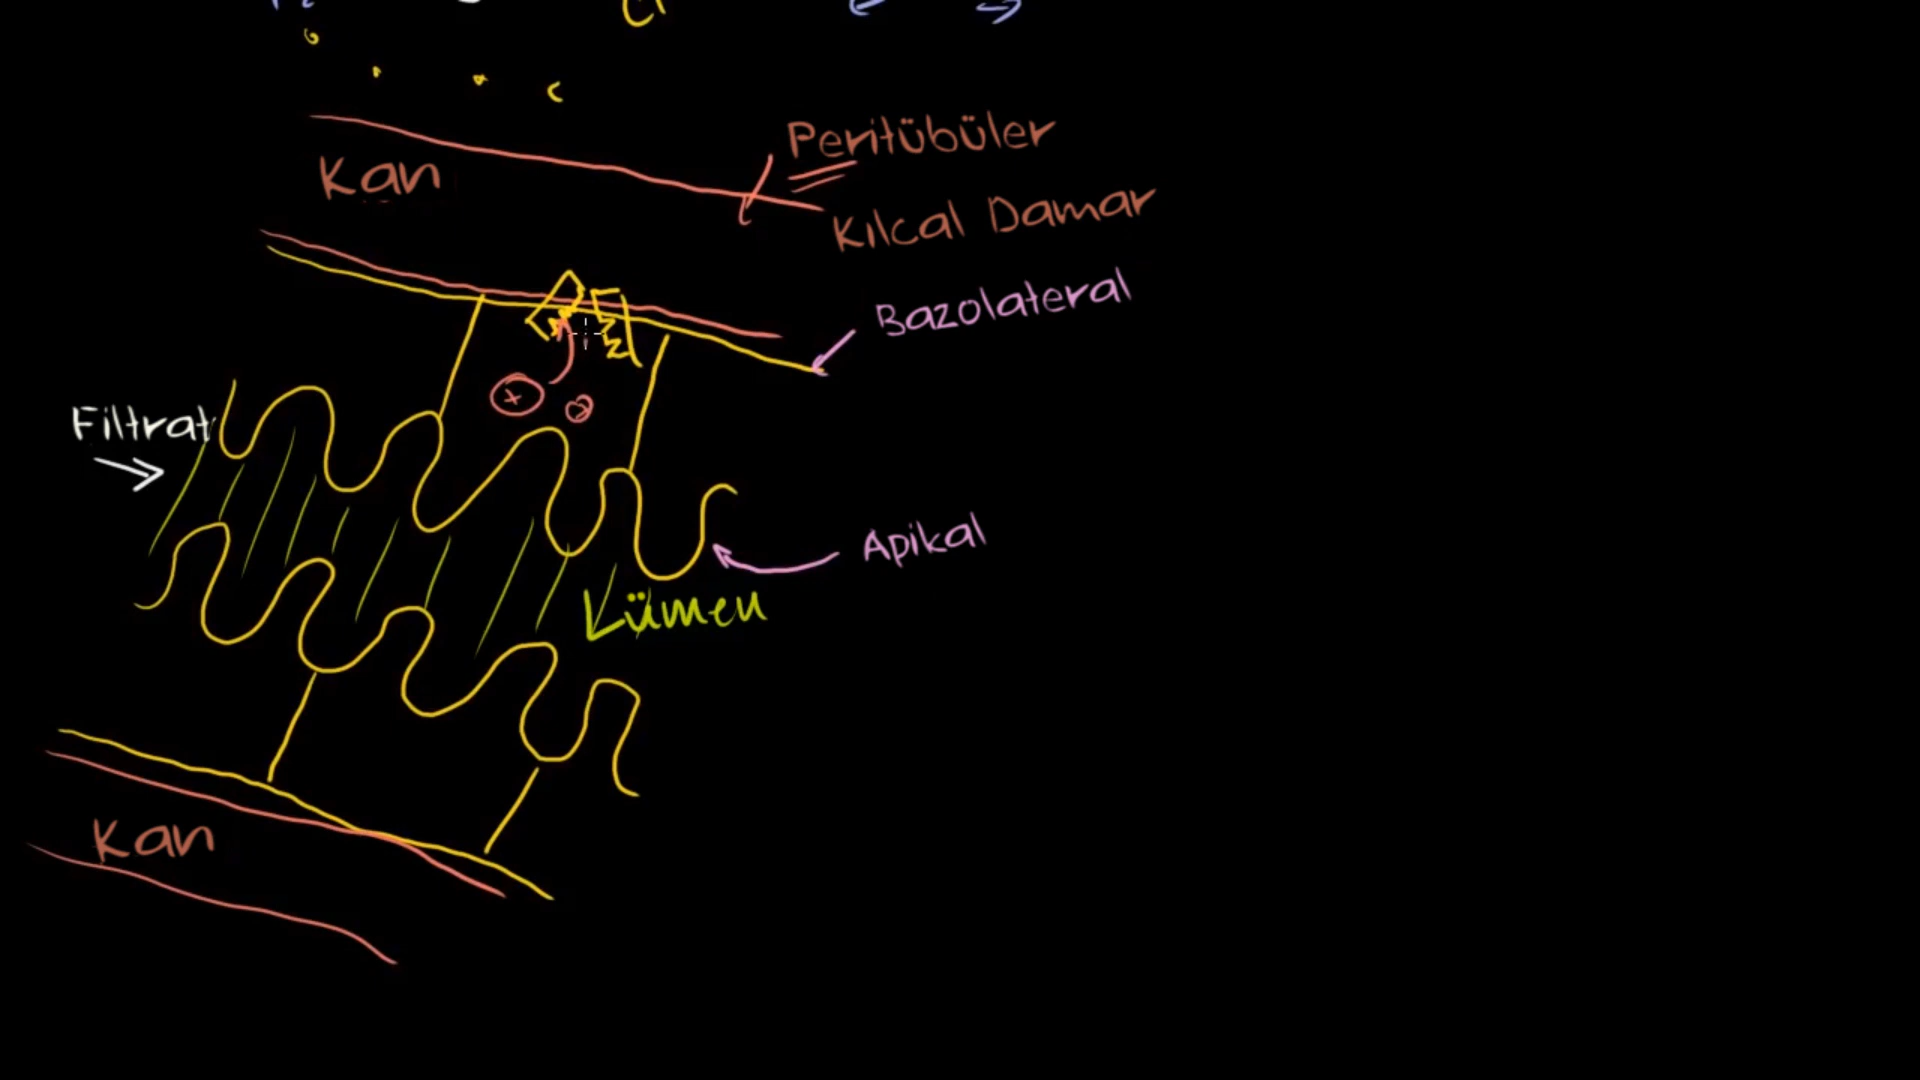 Kan
Peritübüler
Kılcal Damar
Bazolateral
Filtrat
Apikal
Lümen
Kan